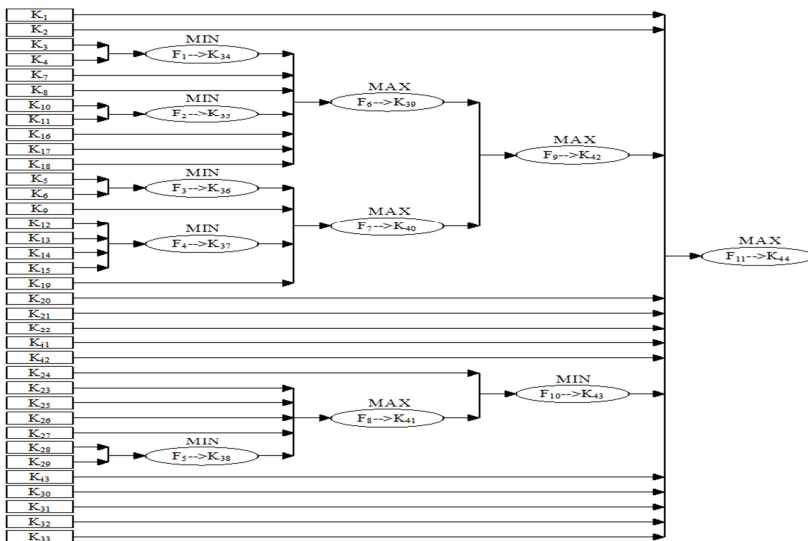 K₁
K₂
K₃
MIN
K₄
F₁-->K₃₄
K₇
K₈
MAX
MIN
K₁₀
F₆-->K₃₉
K₁₁
F₂-->K₃₅
K₁₆
MAX
K₁₇
F₉-->K₄₂
K₁₈
MIN
K₅
F₃-->K₃₆
K₆
K₉
MAX
K₁₂
MIN
F₇-->K₄₀
K₁₃
F₄-->K₃₇
MAX
K₁₄
F₁₁-->K₄₄
K₁₅
K₁₉
K₂₀
K₂₁
K₂₂
K₄₁
K₄₂
K₂₄
MIN
K₂₃
F₁₀-->K₄₃
K₂₅
MAX
K₂₆
F₈-->K₄₁
K₂₇
MIN
K₂₈
F₅-->K₃₈
K₂₉
K₄₃
K₃₀
K₃₁
K₃₂
K₃₃